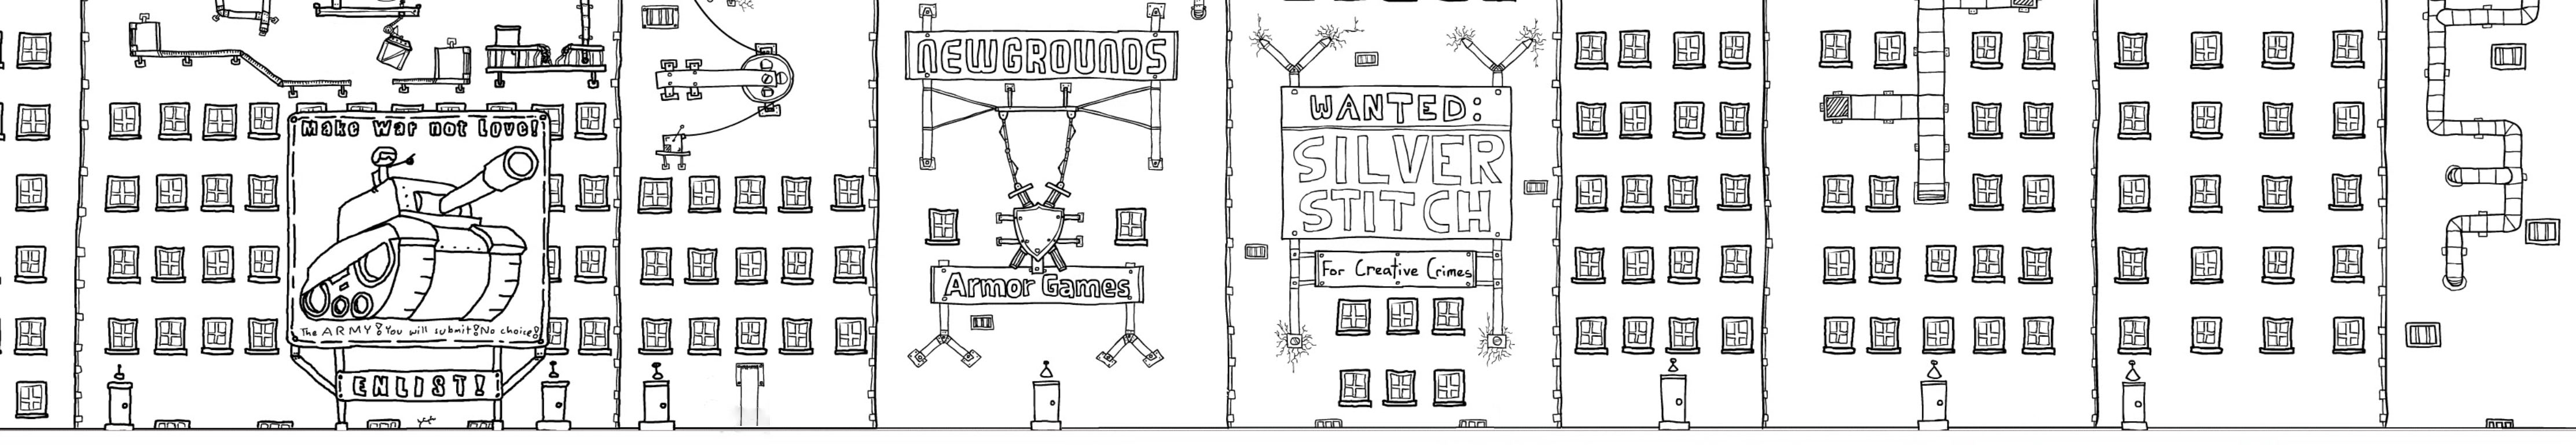 Make War not Love!
The ARMY! You will submit! No choice!
ENLIST!
NEWGROUNDS
Armor Games
WANTED:
SILVER
STITCH
For Creative Crimes